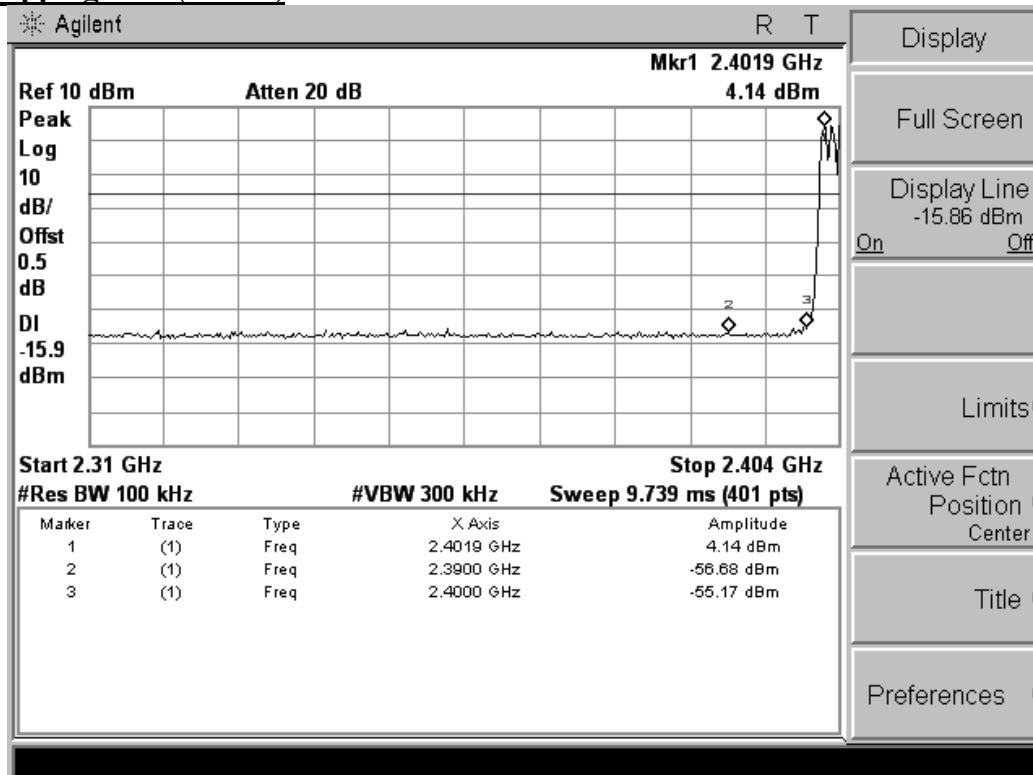 Agilent
R T
Mkr1 2.4019 GHz
Ref 10 dBm Atten 20 dB 4.14 dBm
Peak
Log
10
dB/
Offst
0.5
dB
DI
-15.9
dBm
2
3
Start 2.31 GHz Stop 2.404 GHz
#Res BW 100 kHz #VBW 300 kHz Sweep 9.739 ms (401 pts)
Marker Trace Type X Axis Amplitude
1 (1) Freq 2.4019 GHz 4.14 dBm
2 (1) Freq 2.3900 GHz -56.68 dBm
3 (1) Freq 2.4000 GHz -55.17 dBm
Display
Full Screen
Display Line
-15.86 dBm
On Off
Limits
Active Fctn
Position
Center
Title
Preferences